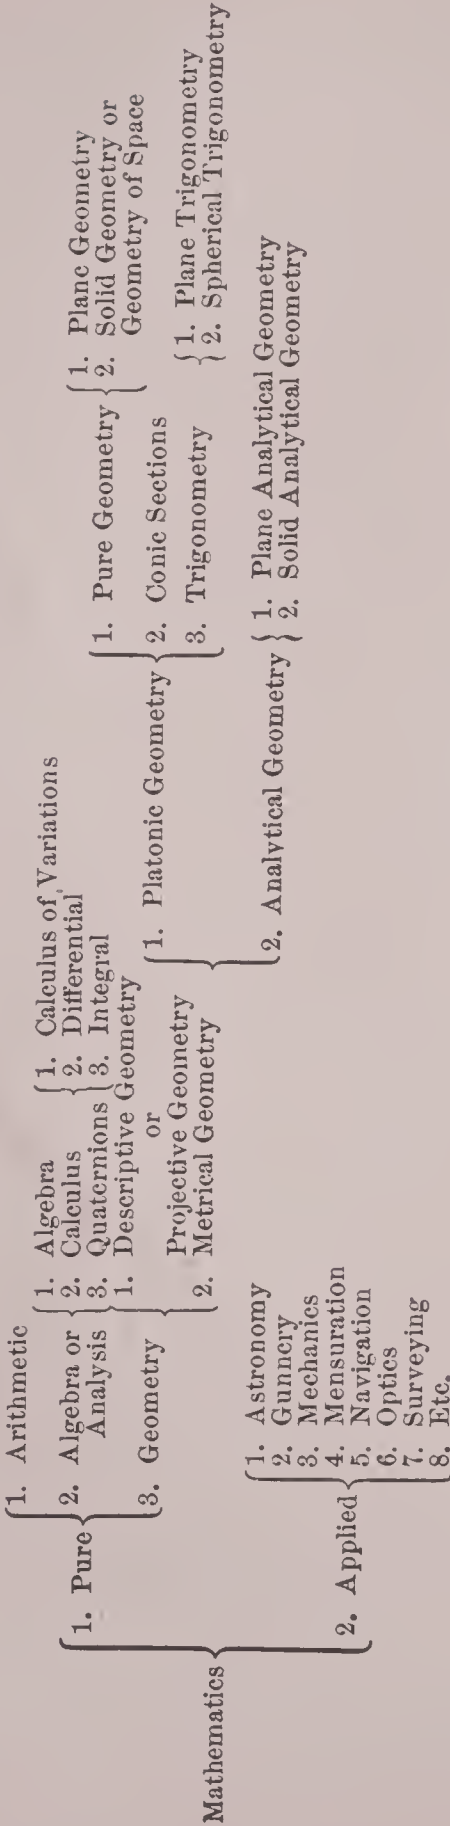 Mathematics
1. Pure
1. Arithmetic
2. Algebra or
Analysis
1. Algebra
2. Calculus
1. Calculus of Variations
2. Differential
3. Integral
3. Quaternions
3. Geometry
1. Descriptive Geometry
or
Projective Geometry
2. Metrical Geometry
1. Platonic Geometry
1. Pure Geometry
1. Plane Geometry
2. Solid Geometry or
Geometry of Space
2. Conic Sections
3. Trigonometry
1. Plane Trigonometry
2. Spherical Trigonometry
2. Analytical Geometry
1. Plane Analytical Geometry
2. Solid Analytical Geometry
2. Applied
1. Astronomy
2. Gunnery
3. Mechanics
4. Mensuration
5. Navigation
6. Optics
7. Surveying
8. Etc.